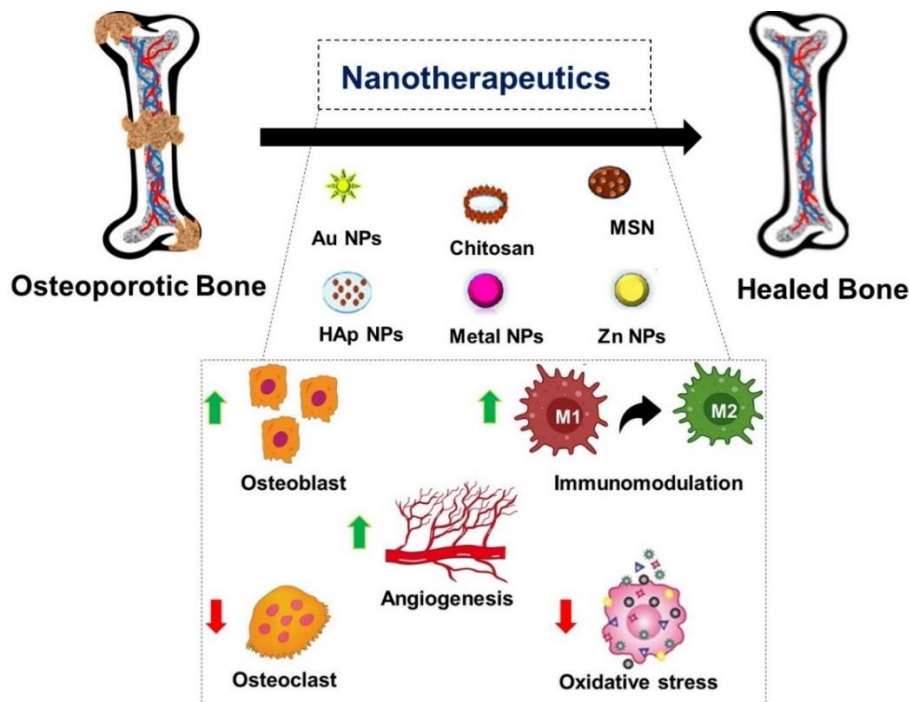 Nanotherapeutics
Au NPs
Chitosan
MSN
Osteoporotic Bone
Healed Bone
HAp NPs
Metal NPs
Zn NPs
M1
M2
Osteoblast
Immunomodulation
Angiogenesis
Osteoclast
Oxidative stress